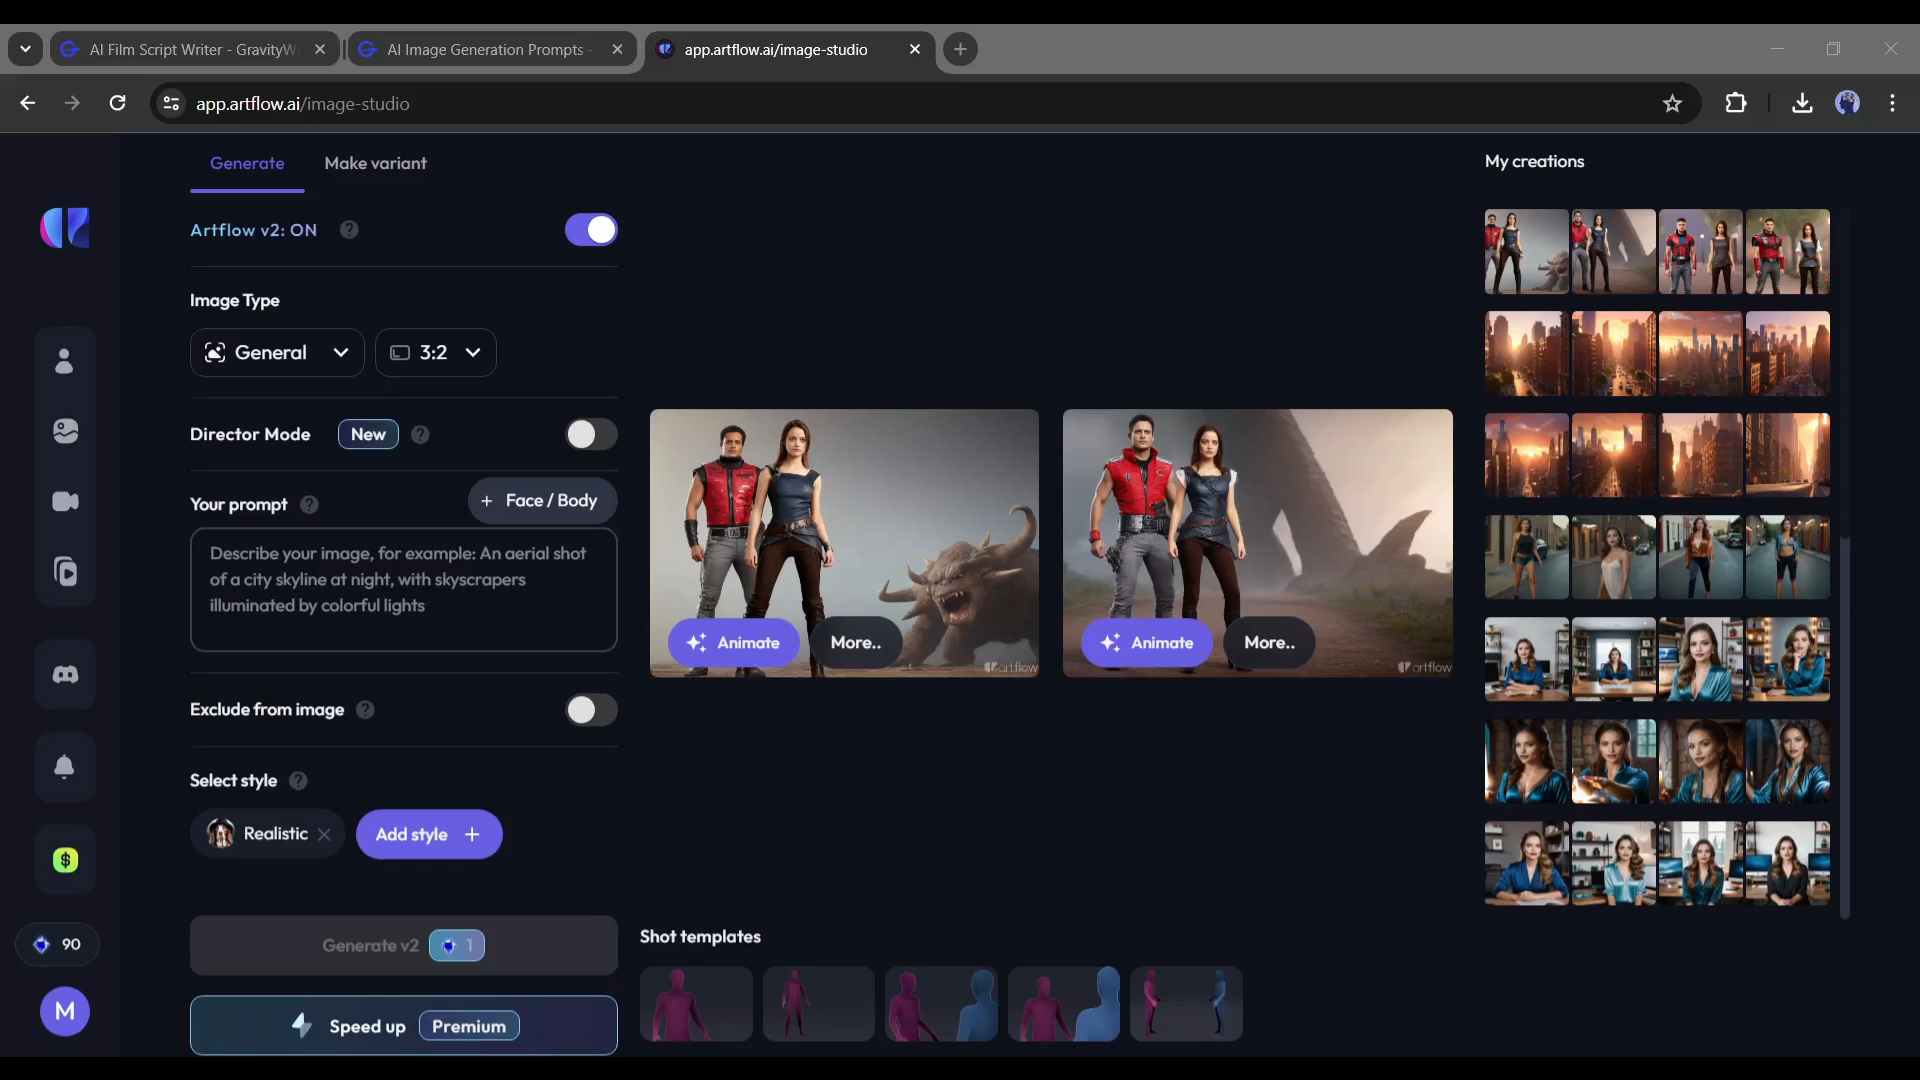 AI Film Script Writer - GravityW
AI Image Generation Prompts -
app.artflow.ai/image-studio
app.artflow.ai/image-studio
Generate
Make variant
Artflow v2: ON
?
Image Type
General
3:2
Director Mode
New
?
Your prompt
?
+ Face / Body
Describe your image, for example: An aerial shot
of a city skyline at night, with skyscrapers
illuminated by colorful lights
Exclude from image
?
Select style
?
Realistic
Add style +
Generate v2
1
Speed up
Premium
$
90
M
Animate
More..
artflow
Animate
More..
artflow
Shot templates
My creations